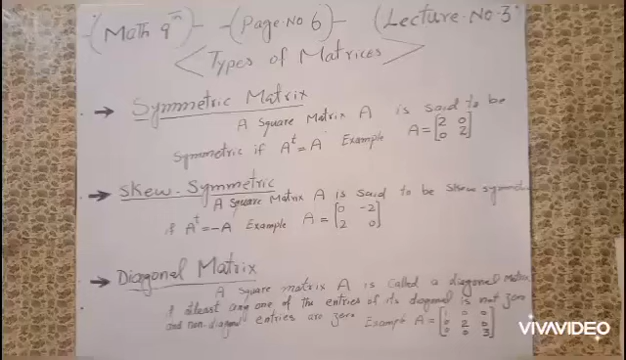 (Math 9th) (Page.No 6) (Lecture.No.3
<Types of Matrices>
→ Symmetric Matrix
A Square Matrix A is said to be
Symmetric if Aᵗ=A Example A=[2 0
0 2]
→ Skew-Symmetric
A Square Matrix A is said to be skew symmet
if Aᵗ=-A Example A=[0 -2
2 0]
→ Diagonal Matrix
A square matrix A is called a diagonal Matrix
if atleast any one of the entries of its diagonal is not zero
and non-diagonal entries are zero Example A=[1 0 0
0 2 0
0 0 3]
VIVAVIDEO